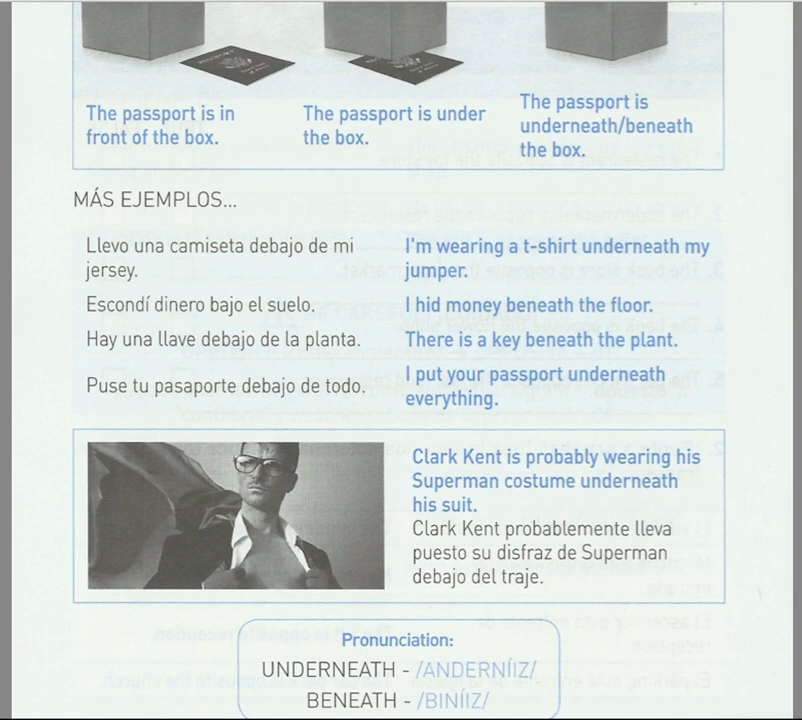 The passport is in
front of the box.
The passport is under
the box.
The passport is
underneath/beneath
the box.
MÁS EJEMPLOS...
Llevo una camiseta debajo de mi
jersey.
I'm wearing a t-shirt underneath my
jumper.
Escondí dinero bajo el suelo.
I hid money beneath the floor.
Hay una llave debajo de la planta.
There is a key beneath the plant.
Puse tu pasaporte debajo de todo.
I put your passport underneath
everything.
Clark Kent is probably wearing his
Superman costume underneath
his suit.
Clark Kent probablemente lleva
puesto su disfraz de Superman
debajo del traje.
Pronunciation:
UNDERNEATH - /ANDERNÍIZ/
BENEATH - /BINÍIZ/